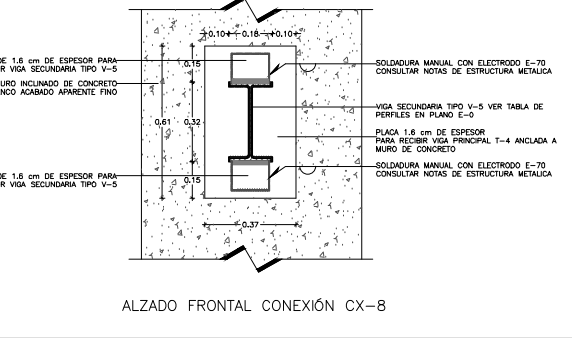 0.10 0.18 0.10
DE 1.6 cm DE ESPESOR PARA
R VIGA SECUNDARIA TIPO V-5
0.15
SOLDADURA MANUAL CON ELECTRODO E-70
CONSULTAR NOTAS DE ESTRUCTURA METALICA
URO INCLINADO DE CONCRETO
NCO ACABADO APARENTE FINO
0.61
0.32
VIGA SECUNDARIA TIPO V-5 VER TABLA DE
PERFILES EN PLANO E-0
PLACA 1.6 cm DE ESPESOR
PARA RECIBIR VIGA PRINCIPAL T-4 ANCLADA A
MURO DE CONCRETO
DE 1.6 cm DE ESPESOR PARA
R VIGA SECUNDARIA TIPO V-5
0.15
SOLDADURA MANUAL CON ELECTRODO E-70
CONSULTAR NOTAS DE ESTRUCTURA METALICA
0.37
ALZADO FRONTAL CONEXIÓN CX-8